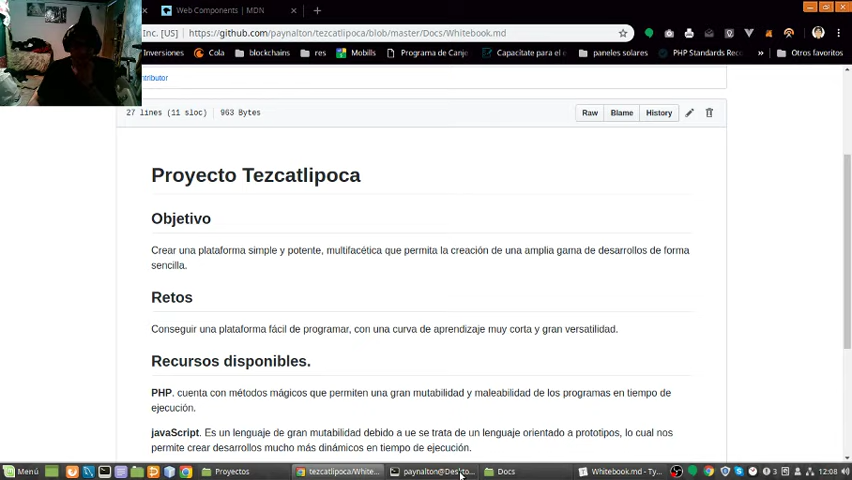 Web Components | MDN
Inc. [US] | https://github.com/paynalton/tezcatlipoca/blob/master/Docs/Whitebook.md
Inversiones Cola blockchains res Mobills Programa de Canje Capacítate para el e paneles solares PHP Standards Rec » Otros favoritos
ntributor
27 lines (11 sloc) 963 Bytes
Raw Blame History
Proyecto Tezcatlipoca
Objetivo
Crear una plataforma simple y potente, multifacética que permita la creación de una amplia gama de desarrollos de forma
sencilla.
Retos
Conseguir una plataforma fácil de programar, con una curva de aprendizaje muy corta y gran versatilidad.
Recursos disponibles.
PHP. cuenta con métodos mágicos que permiten una gran mutabilidad y maleabilidad de los programas en tiempo de
ejecución.
javaScript. Es un lenguaje de gran mutabilidad debido a ue se trata de un lenguaje orientado a prototipos, lo cual nos
permite crear desarrollos mucho más dinámicos en tiempo de ejecución.
Menú Proyectos tezcatlipoca/White... paynalton@Deskto... Docs Whitebook.md - Ty... 3 12:08